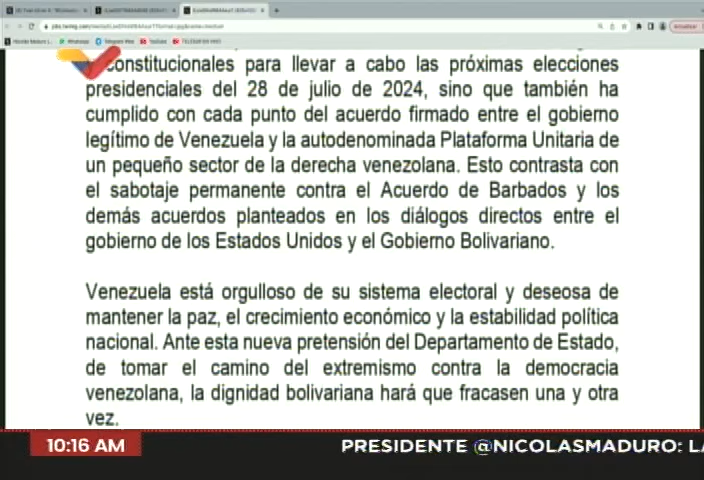 constitucionales para llevar a cabo las próximas elecciones
presidenciales del 28 de julio de 2024, sino que también ha
cumplido con cada punto del acuerdo firmado entre el gobierno
legítimo de Venezuela y la autodenominada Plataforma Unitaria de
un pequeño sector de la derecha venezolana. Esto contrasta con
el sabotaje permanente contra el Acuerdo de Barbados y los
demás acuerdos planteados en los diálogos directos entre el
gobierno de los Estados Unidos y el Gobierno Bolivariano.
Venezuela está orgulloso de su sistema electoral y deseosa de
mantener la paz, el crecimiento económico y la estabilidad política
nacional. Ante esta nueva pretensión del Departamento de Estado,
de tomar el camino del extremismo contra la democracia
venezolana, la dignidad bolivariana hará que fracasen una y otra
vez.
10:16 AM
PRESIDENTE @NICOLASMADURO: LA